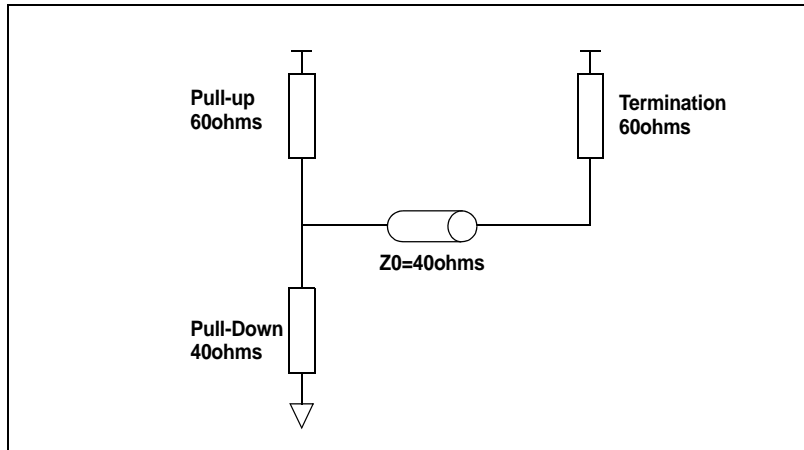 Pull-up
60ohms
Termination
60ohms
Z0=40ohms
Pull-Down
40ohms